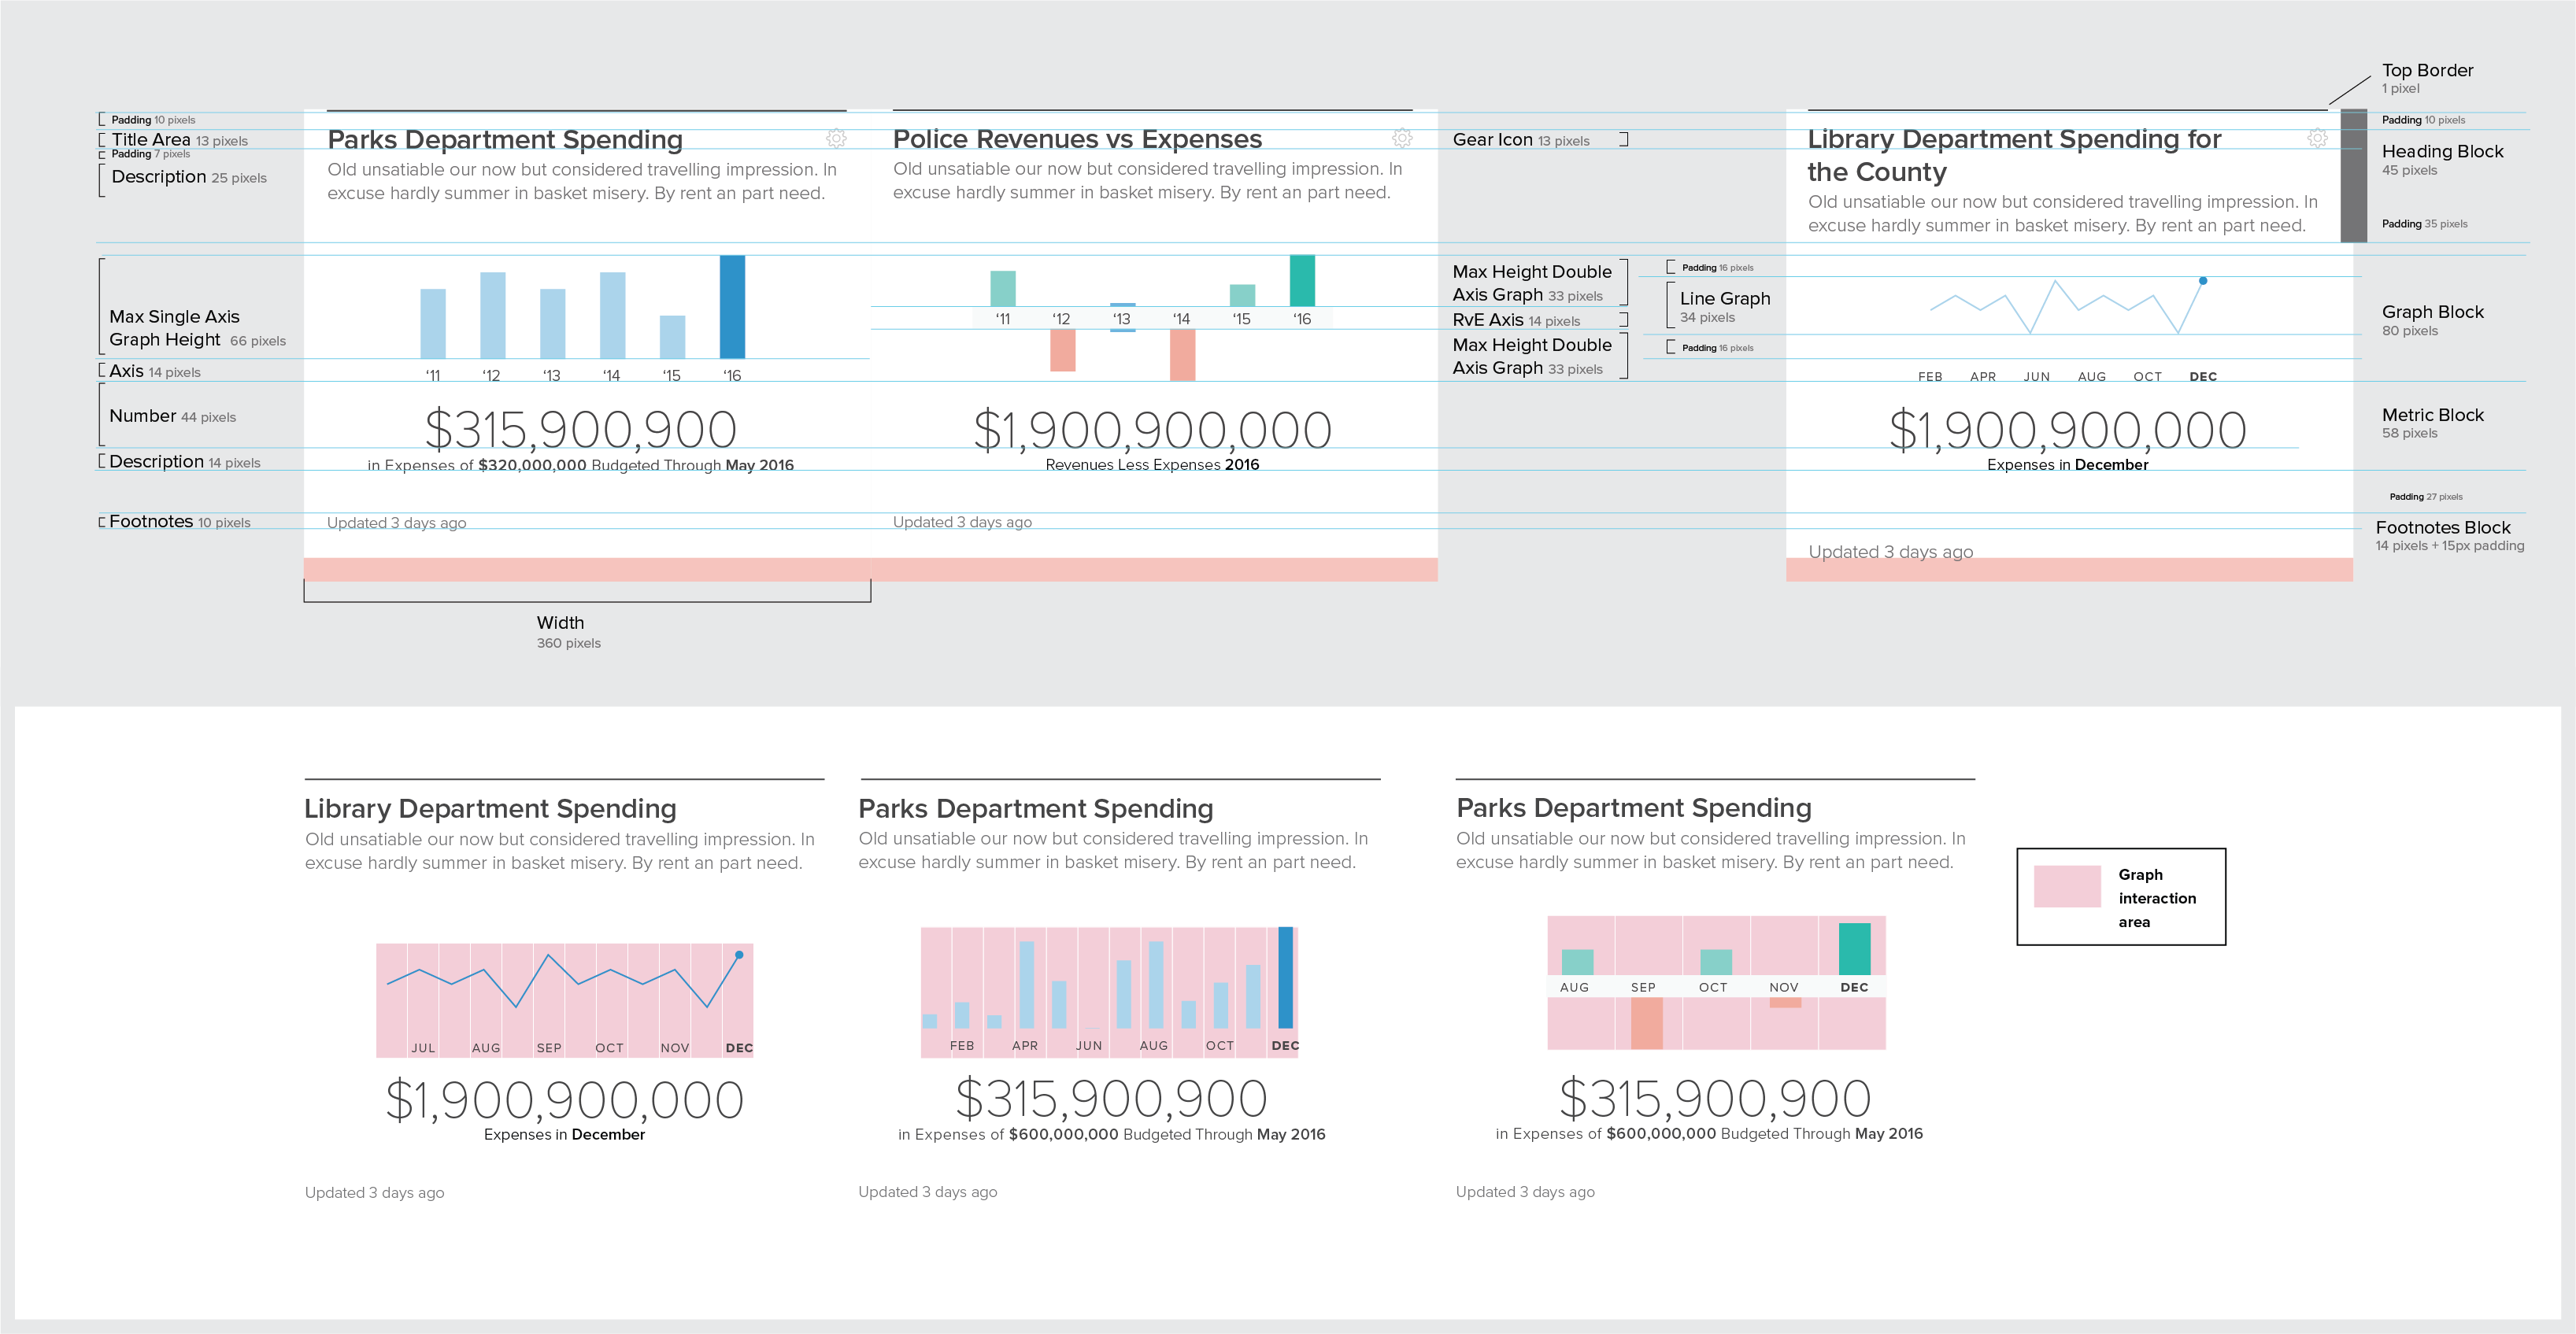 Top Border
1 pixel
Padding 10 pixels
Title Area 13 pixels
Padding 7 pixels
Description 25 pixels
Max Single Axis
Graph Height 66 pixels
Axis 14 pixels
Number 44 pixels
Description 14 pixels
Footnotes 10 pixels
Parks Department Spending
Old unsatiable our now but considered travelling impression. In
excuse hardly summer in basket misery. By rent an part need.
‘11 ‘12 ‘13 ‘14 ‘15 ‘16
$315,900,900
in Expenses of $320,000,000 Budgeted Through May 2016
Updated 3 days ago
Width
360 pixels
Police Revenues vs Expenses
Old unsatiable our now but considered travelling impression. In
excuse hardly summer in basket misery. By rent an part need.
‘11 ‘12 ‘13 ‘14 ‘15 ‘16
$1,900,900,000
Revenues Less Expenses 2016
Updated 3 days ago
Gear Icon 13 pixels
Max Height Double
Axis Graph 33 pixels
RvE Axis 14 pixels
Max Height Double
Axis Graph 33 pixels
Padding 16 pixels
Line Graph
34 pixels
Padding 16 pixels
Library Department Spending for
the County
Old unsatiable our now but considered travelling impression. In
excuse hardly summer in basket misery. By rent an part need.
FEB APR JUN AUG OCT DEC
$1,900,900,000
Expenses in December
Updated 3 days ago
Padding 10 pixels
Heading Block
45 pixels
Padding 35 pixels
Graph Block
80 pixels
Metric Block
58 pixels
Padding 27 pixels
Footnotes Block
14 pixels + 15px padding
Library Department Spending
Old unsatiable our now but considered travelling impression. In
excuse hardly summer in basket misery. By rent an part need.
JUL AUG SEP OCT NOV DEC
$1,900,900,000
Expenses in December
Updated 3 days ago
Parks Department Spending
Old unsatiable our now but considered travelling impression. In
excuse hardly summer in basket misery. By rent an part need.
FEB APR JUN AUG OCT DEC
$315,900,900
in Expenses of $600,000,000 Budgeted Through May 2016
Updated 3 days ago
Parks Department Spending
Old unsatiable our now but considered travelling impression. In
excuse hardly summer in basket misery. By rent an part need.
AUG SEP OCT NOV DEC
$315,900,900
in Expenses of $600,000,000 Budgeted Through May 2016
Updated 3 days ago
Graph
interaction
area